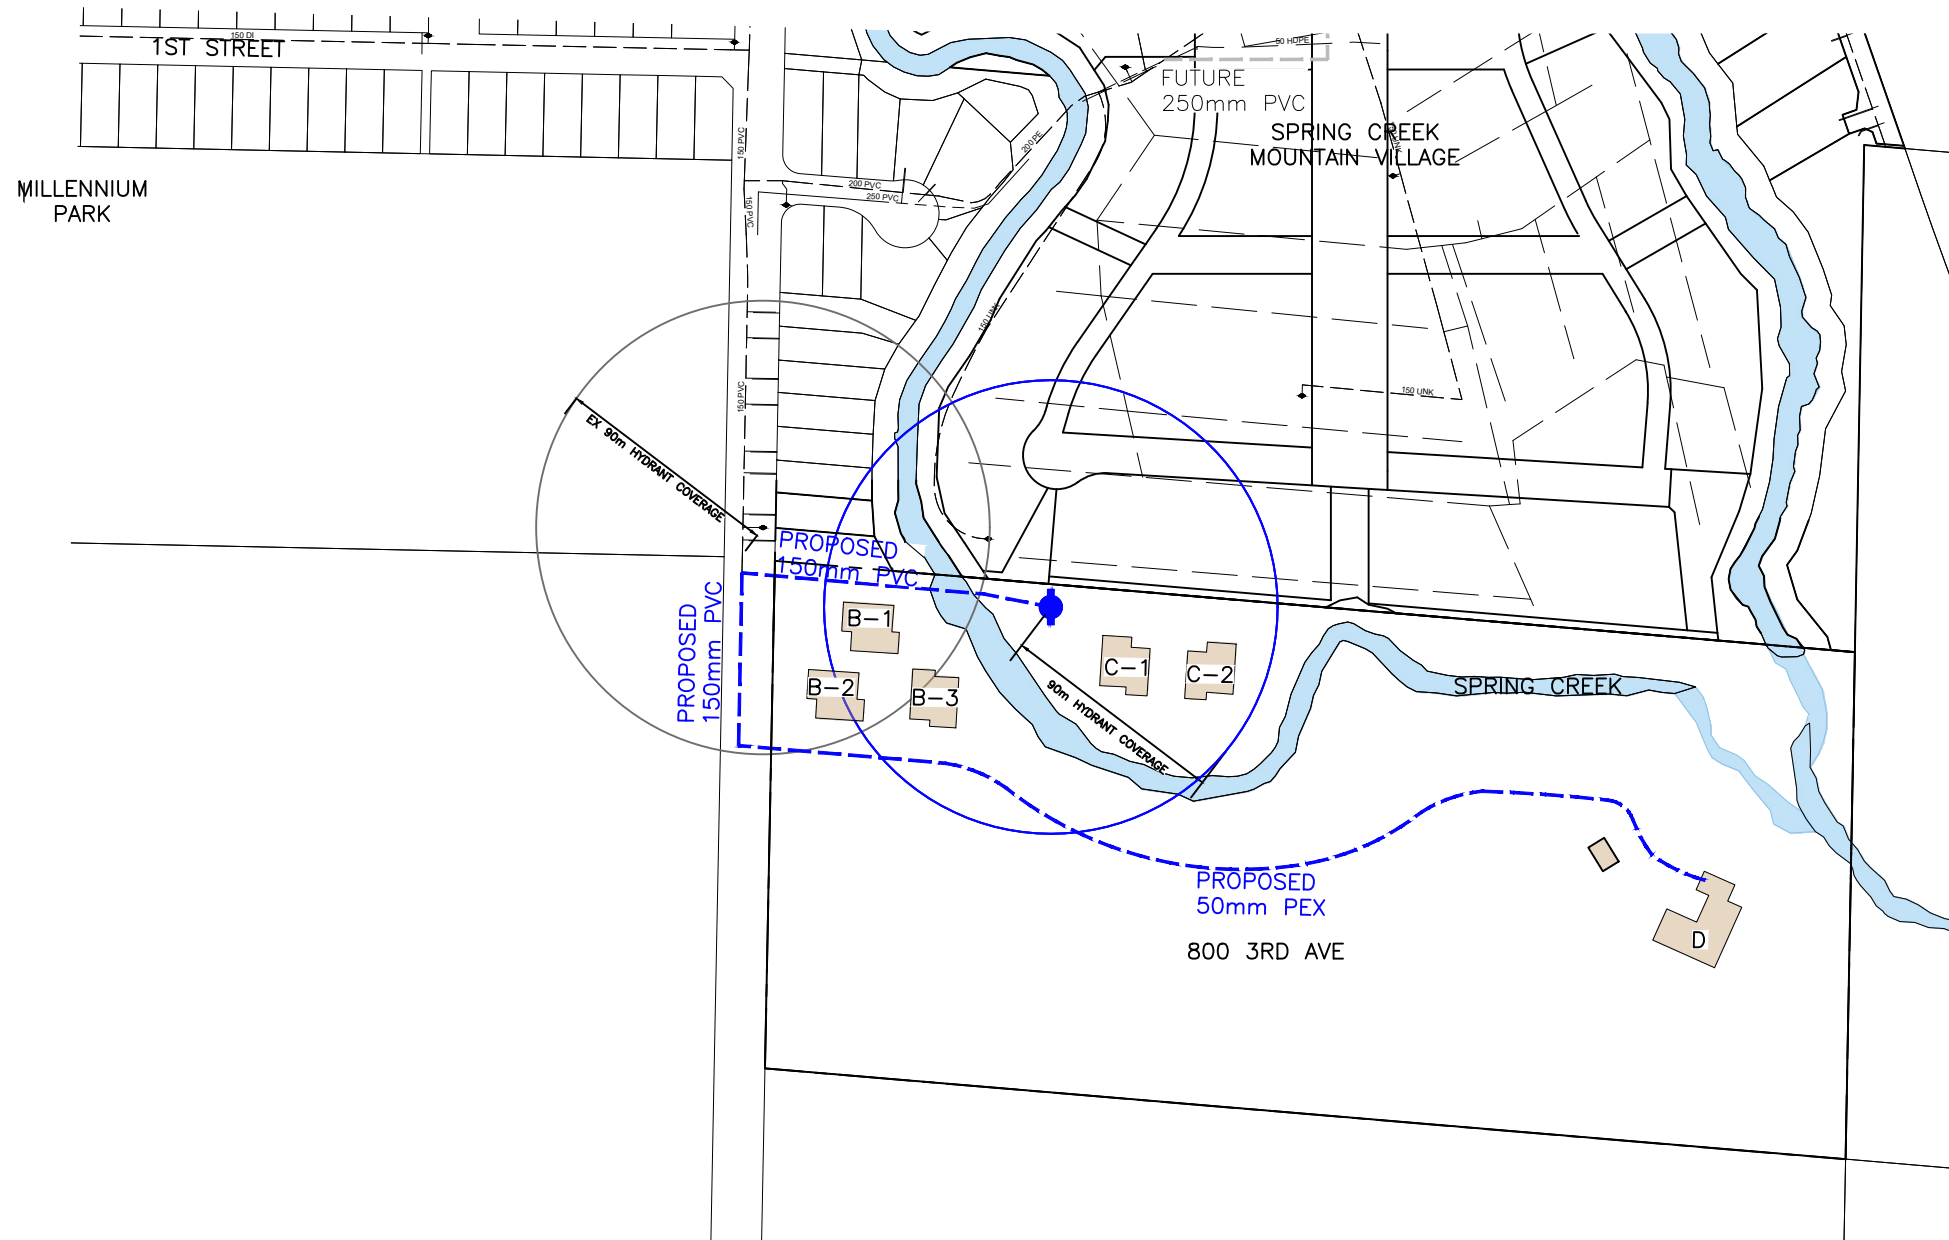 150 DI
1ST STREET
50 HDPE
FUTURE
250mm PVC
SPRING CREEK
MOUNTAIN VILLAGE
200 PE
150 PVC
MILLENNIUM
PARK
200 PVC
250 PVC
150 PVC
150 UNK
150 PVC
150 UNK
EX 90m HYDRANT COVERAGE
PROPOSED
150mm PVC
PROPOSED
150mm PVC
B-1
B-2
B-3
C-1
C-2
90m HYDRANT COVERAGE
SPRING CREEK
PROPOSED
50mm PEX
800 3RD AVE
D